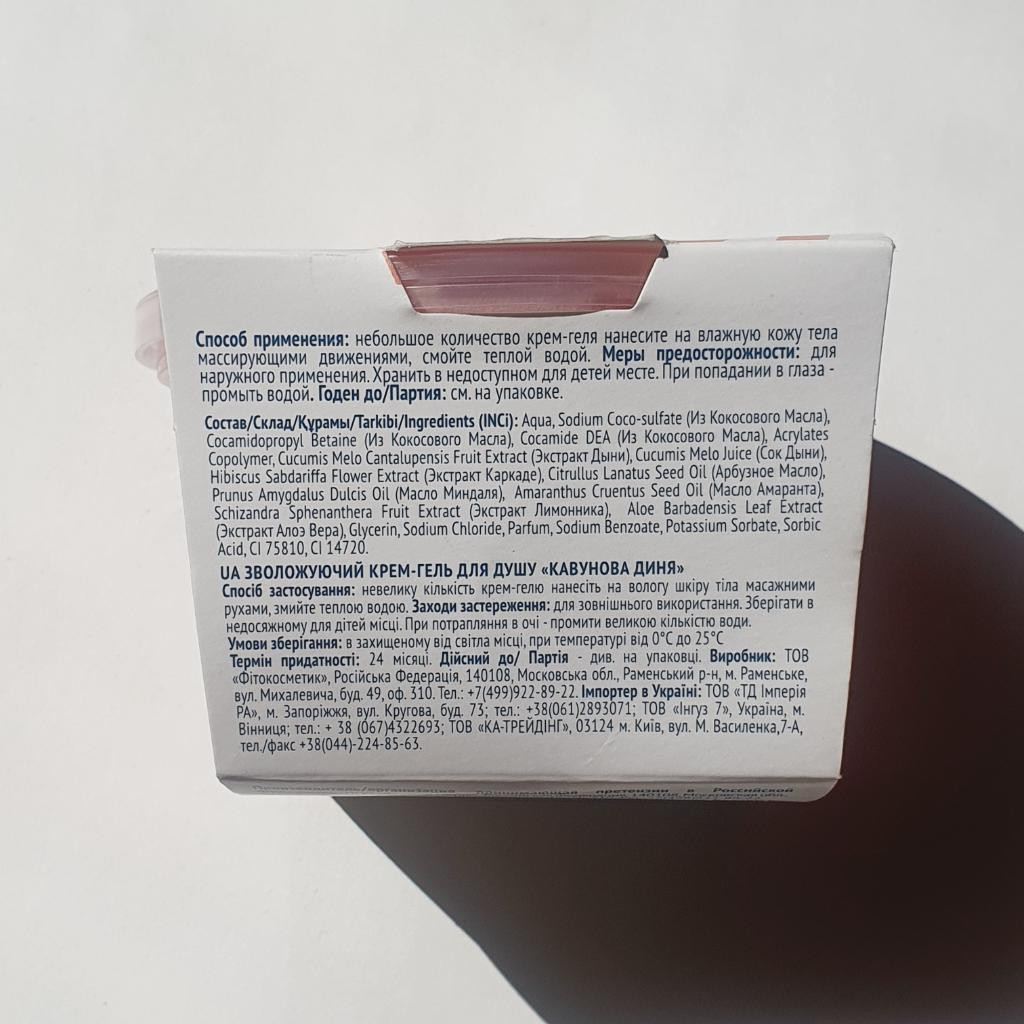 Способ применения: небольшое количество крем-геля нанесите на влажную кожу тела
массирующими движениями, смойте теплой водой. Меры предосторожности: для
наружного применения. Хранить в недоступном для детей месте. При попадании в глаза -
промыть водой. Годен до/Партия: см. на упаковке.
Состав/Склад/Құрамы/Tarkibi/Ingredients (INCi): Aqua, Sodium Coco-sulfate (Из Кокосового Масла),
Cocamidopropyl Betaine (Из Кокосового Масла), Cocamide DEA (Из Кокосового Масла), Acrylates
Copolymer, Cucumis Melo Cantalupensis Fruit Extract (Экстракт Дыни), Cucumis Melo Juice (Сок Дыни),
Hibiscus Sabdariffa Flower Extract (Экстракт Каркаде), Citrullus Lanatus Seed Oil (Арбузное Масло),
Prunus Amygdalus Dulcis Oil (Масло Миндаля), Amaranthus Cruentus Seed Oil (Масло Амаранта),
Schizandra Sphenanthera Fruit Extract (Экстракт Лимонника), Aloe Barbadensis Leaf Extract
(Экстракт Алоэ Вера), Glycerin, Sodium Chloride, Parfum, Sodium Benzoate, Potassium Sorbate, Sorbic
Acid, CI 75810, CI 14720.
UA ЗВОЛОЖУЮЧИЙ КРЕМ-ГЕЛЬ ДЛЯ ДУШУ «КАВУНОВА ДИНЯ»
Спосіб застосування: невелику кількість крем-гелю нанесіть на вологу шкіру тіла масажними
рухами, змийте теплою водою. Заходи застереження: для зовнішнього використання. Зберігати в
недосяжному для дітей місці. При потрапляння в очі - промити великою кількістю води.
Умови зберігання: в захищеному від світла місці, при температурі від 0°C до 25°C
Термін придатності: 24 місяці. Дійсний до/ Партія - див. на упаковці. Виробник: ТОВ
«Фітокосметик», Російська Федерація, 140108, Московська обл., Раменський р-н, м. Раменське,
вул. Михалевича, буд. 49, оф. 310. Тел.: +7(499)922-89-22. Імпортер в Україні: ТОВ «ТД Імперія
РА», м. Запоріжжя, вул. Кругова, буд. 73; тел.: +38(061)2893071; ТОВ «Інгуз 7», Україна, м.
Вінниця; тел.: + 38 (067)4322693; ТОВ «КА-ТРЕЙДІНГ», 03124 м. Київ, вул. М. Василенка,7-А,
тел./факс +38(044)-224-85-63.
Производитель/организация принимающая претензии в Российской